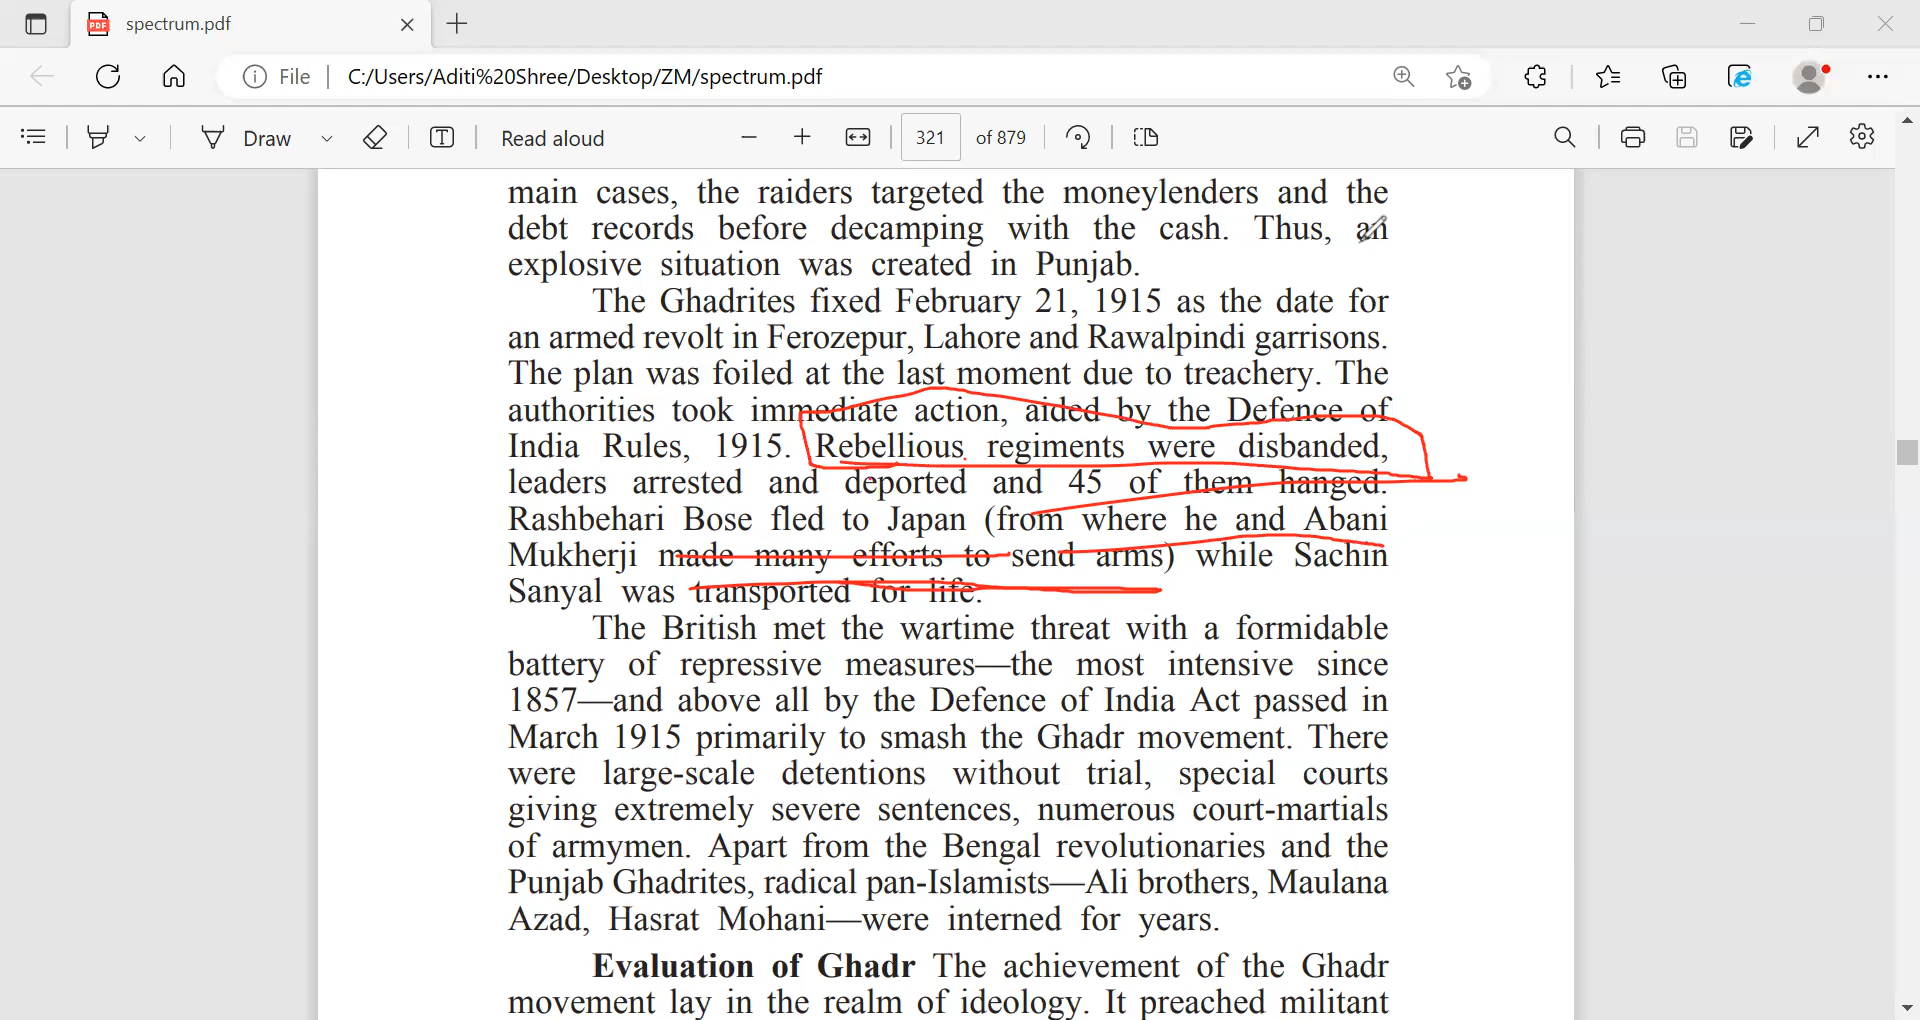 spectrum.pdf
File
C:/Users/Aditi%20Shree/Desktop/ZM/spectrum.pdf
Draw
Read aloud
321
of 879
main cases, the raiders targeted the moneylenders and the
debt records before decamping with the cash. Thus, an
explosive situation was created in Punjab.
The Ghadrites fixed February 21, 1915 as the date for
an armed revolt in Ferozepur, Lahore and Rawalpindi garrisons.
The plan was foiled at the last moment due to treachery. The
authorities took immediate action, aided by the Defence of
India Rules, 1915. Rebellious regiments were disbanded,
leaders arrested and deported and 45 of them hanged.
Rashbehari Bose fled to Japan (from where he and Abani
Mukherji made many efforts to send arms) while Sachin
Sanyal was transported for life.
The British met the wartime threat with a formidable
battery of repressive measures—the most intensive since
1857—and above all by the Defence of India Act passed in
March 1915 primarily to smash the Ghadr movement. There
were large-scale detentions without trial, special courts
giving extremely severe sentences, numerous court-martials
of armymen. Apart from the Bengal revolutionaries and the
Punjab Ghadrites, radical pan-Islamists—Ali brothers, Maulana
Azad, Hasrat Mohani—were interned for years.
Evaluation of Ghadr The achievement of the Ghadr
movement lay in the realm of ideology. It preached militant